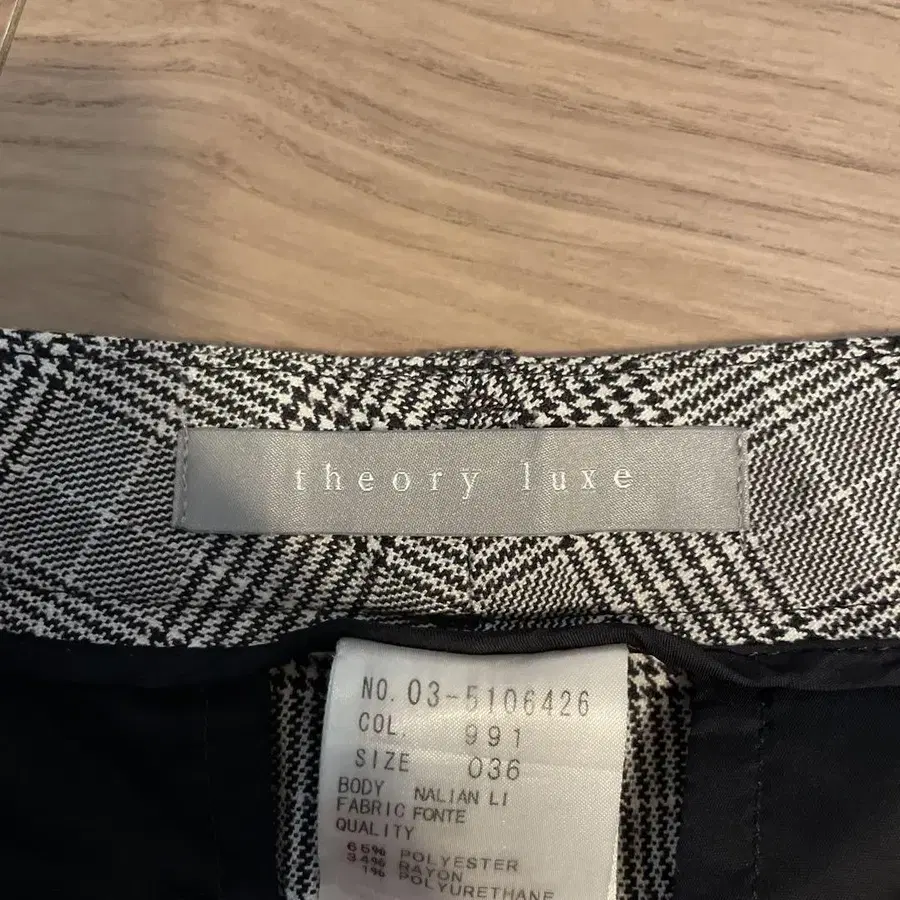 theory luxe
NO. 03-5106426
COL. 991
SIZE 036
BODY NALIAN LI
FABRIC FONTE
QUALITY
65% POLYESTER
34% RAYON
1% POLYURETHANE